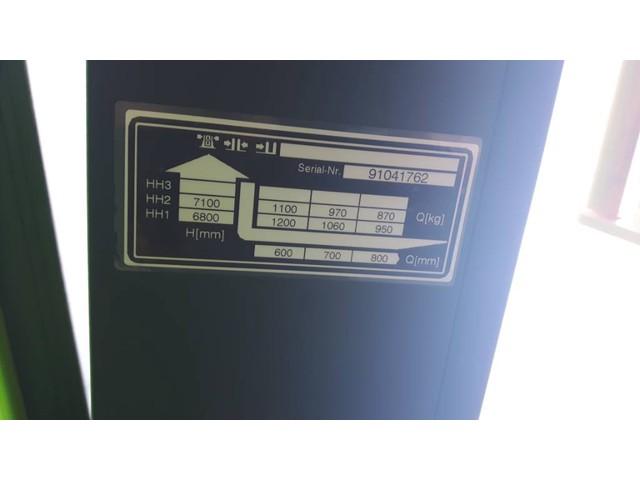 Serial-Nr. 91041762
HH3
HH2 7100 1100 970 870 Q[kg]
HH1 6800 1200 1060 950
H[mm]
600 700 800 Q[mm]